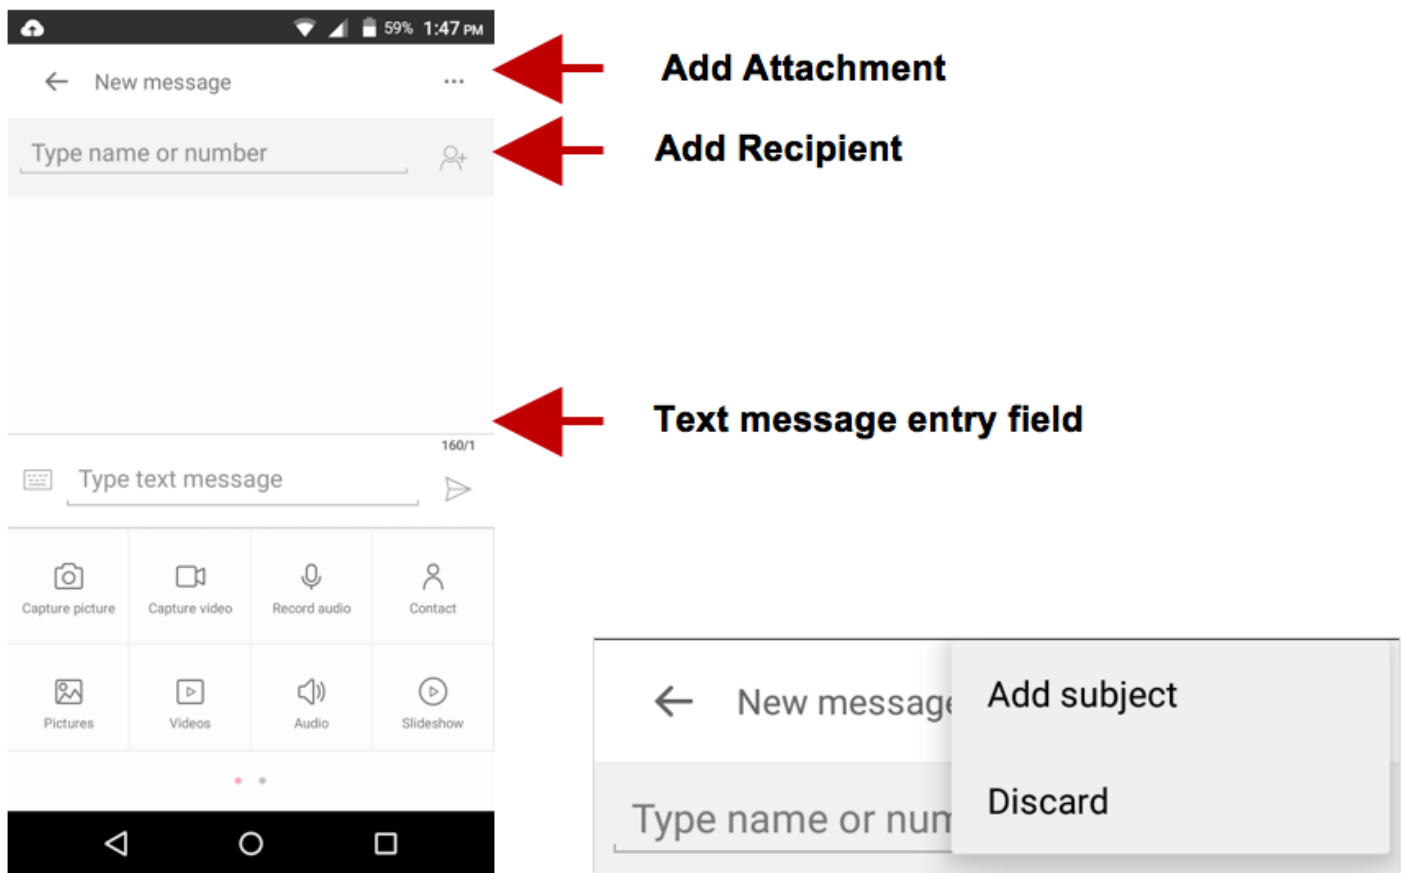 59% 1:47 PM
New message
Add Attachment
Type name or number
Add Recipient
Text message entry field
160/1
Type text message
Capture picture
Capture video
Record audio
Contact
Pictures
Videos
Audio
Slideshow
New message
Add subject
Type name or num
Discard